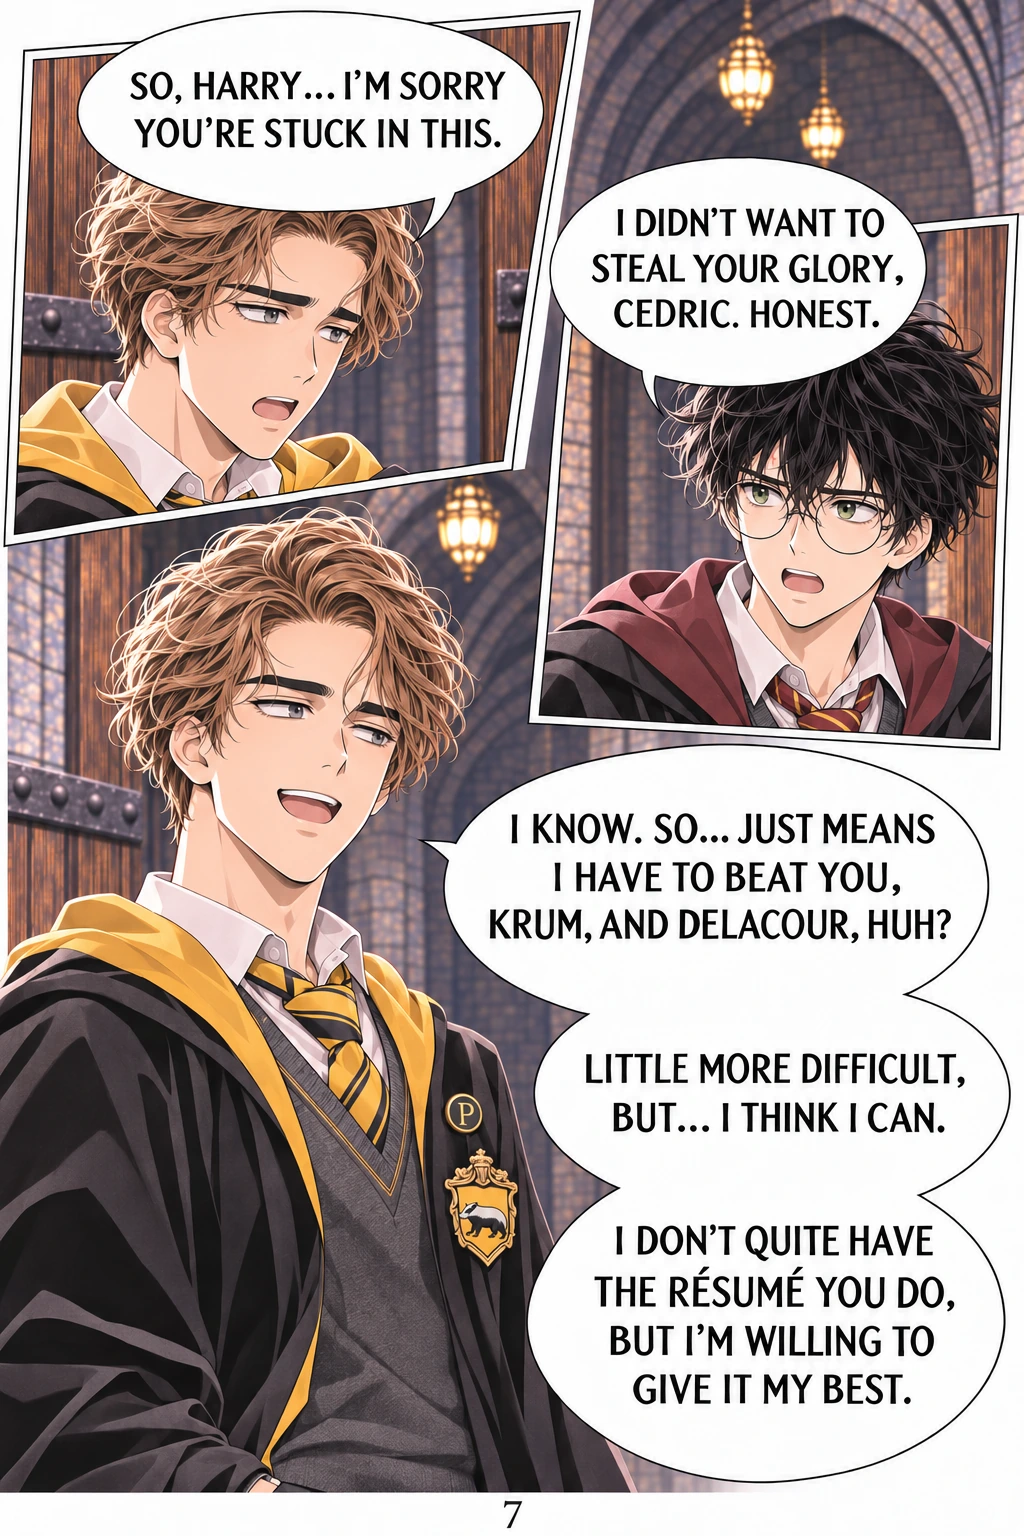 SO, HARRY... I'M SORRY
YOU'RE STUCK IN THIS.
I DIDN'T WANT TO
STEAL YOUR GLORY,
CEDRIC. HONEST.
I KNOW. SO... JUST MEANS
I HAVE TO BEAT YOU,
KRUM, AND DELACOUR, HUH?
LITTLE MORE DIFFICULT,
BUT... I THINK I CAN.
P
I DON'T QUITE HAVE
THE RÉSUMÉ YOU DO,
BUT I'M WILLING TO
GIVE IT MY BEST.
7